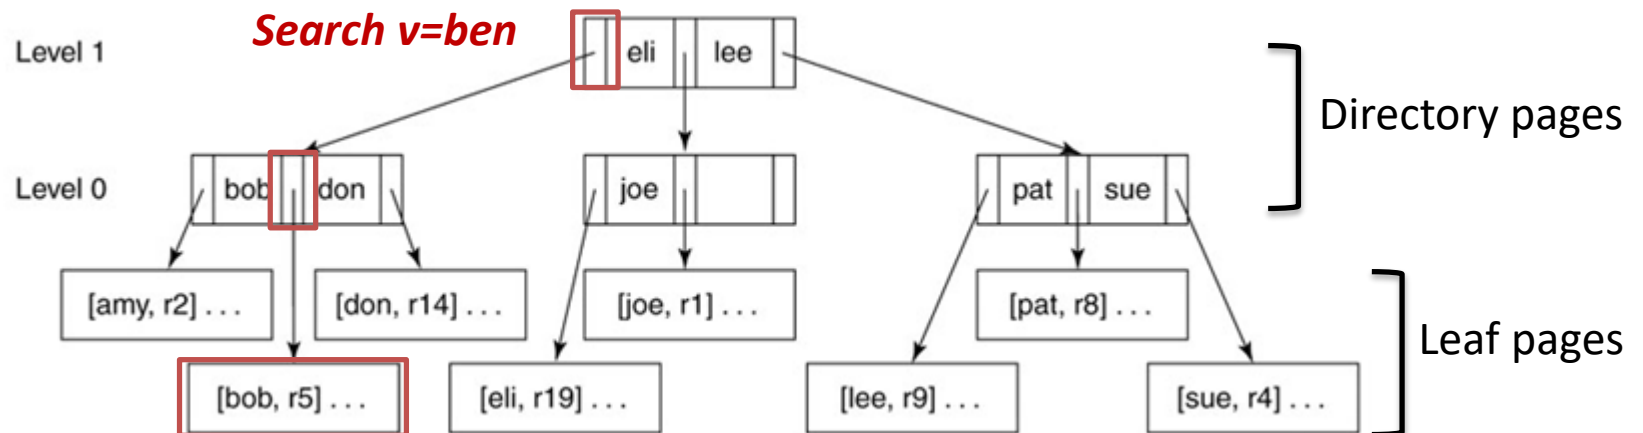 Search v=ben
Level 1
eli
lee
Directory pages
Level 0
bob
don
joe
pat
sue
[amy, r2] . . .
[don, r14] . . .
[joe, r1] . . .
[pat, r8] . . .
Leaf pages
[bob, r5] . . .
[eli, r19] . . .
[lee, r9] . . .
[sue, r4] . . .